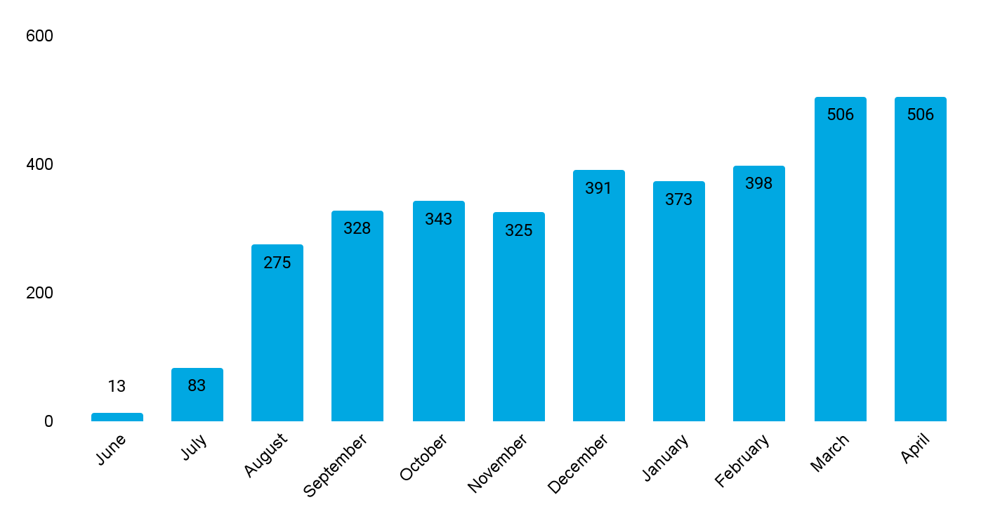 600
400
200
0
13
83
275
328
343
325
391
373
398
506
506
June
July
August
September
October
November
December
January
February
March
April